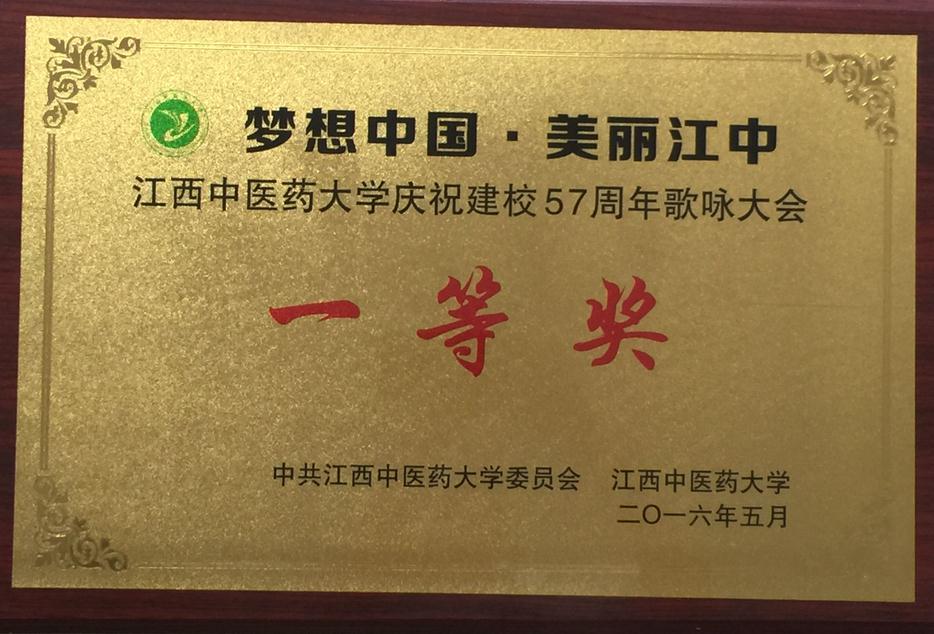 梦想中国·美丽江中
江西中医药大学庆祝建校57周年歌咏大会
一等奖
中共江西中医药大学委员会 江西中医药大学
二〇一六年五月